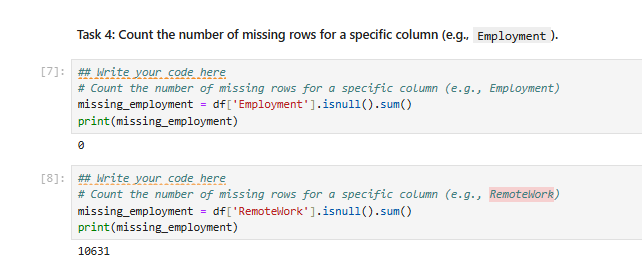 Task 4: Count the number of missing rows for a specific column (e.g., Employment ).
[7]:
## Write your code here
# Count the number of missing rows for a specific column (e.g., Employment)
missing_employment = df['Employment'].isnull().sum()
print(missing_employment)
0
[8]:
## Write your code here
# Count the number of missing rows for a specific column (e.g., RemoteWork)
missing_employment = df['RemoteWork'].isnull().sum()
print(missing_employment)
10631